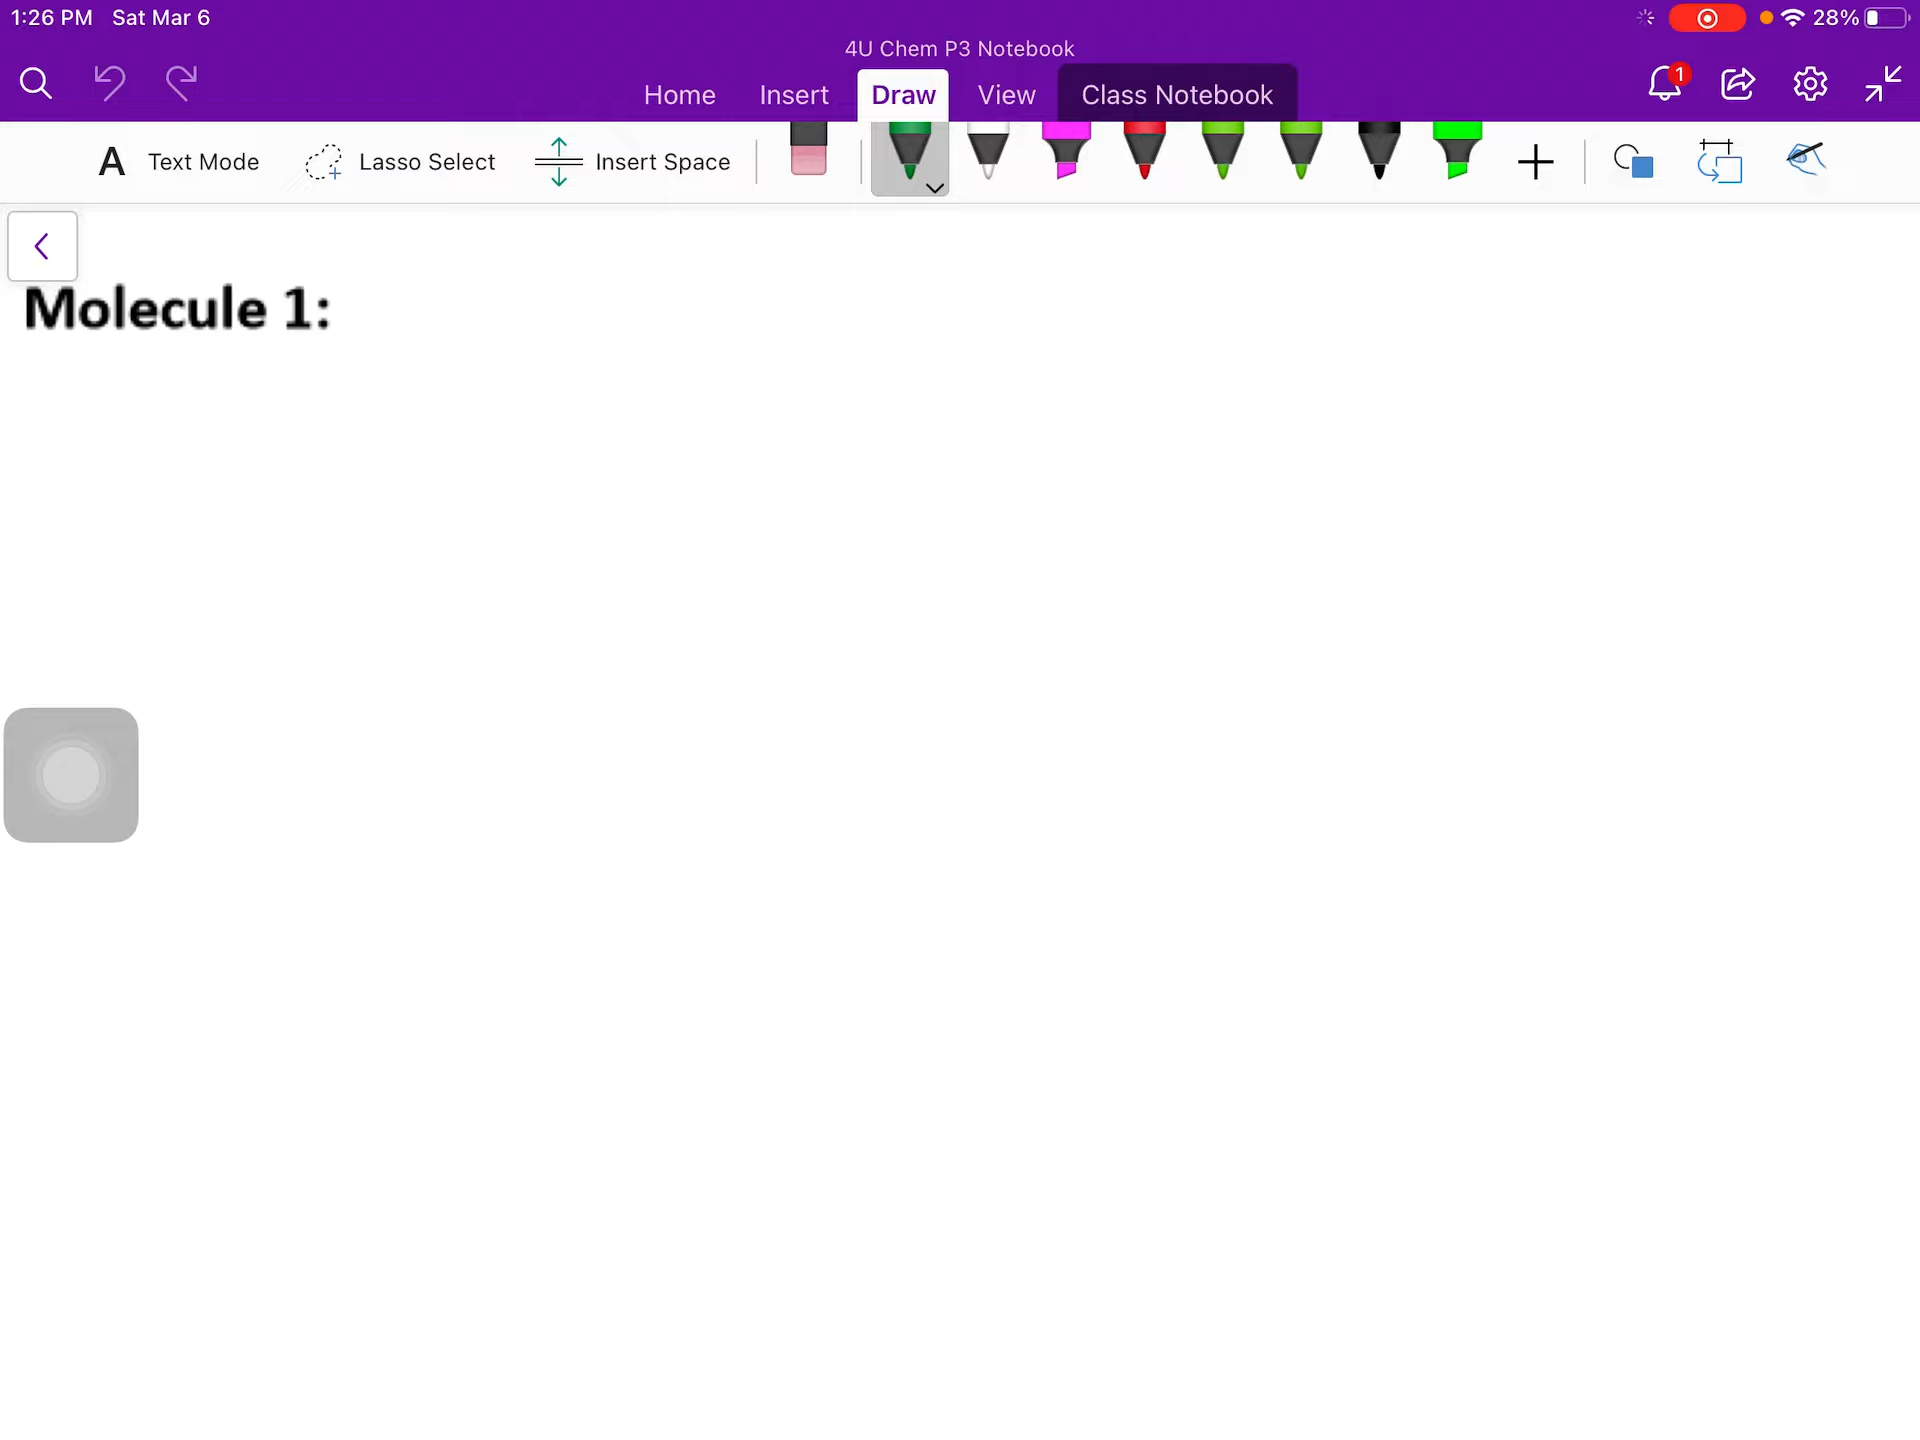 1:26 PM Sat Mar 6
28%
4U Chem P3 Notebook
Home Insert Draw View Class Notebook
1
A Text Mode Lasso Select Insert Space
Molecule 1: